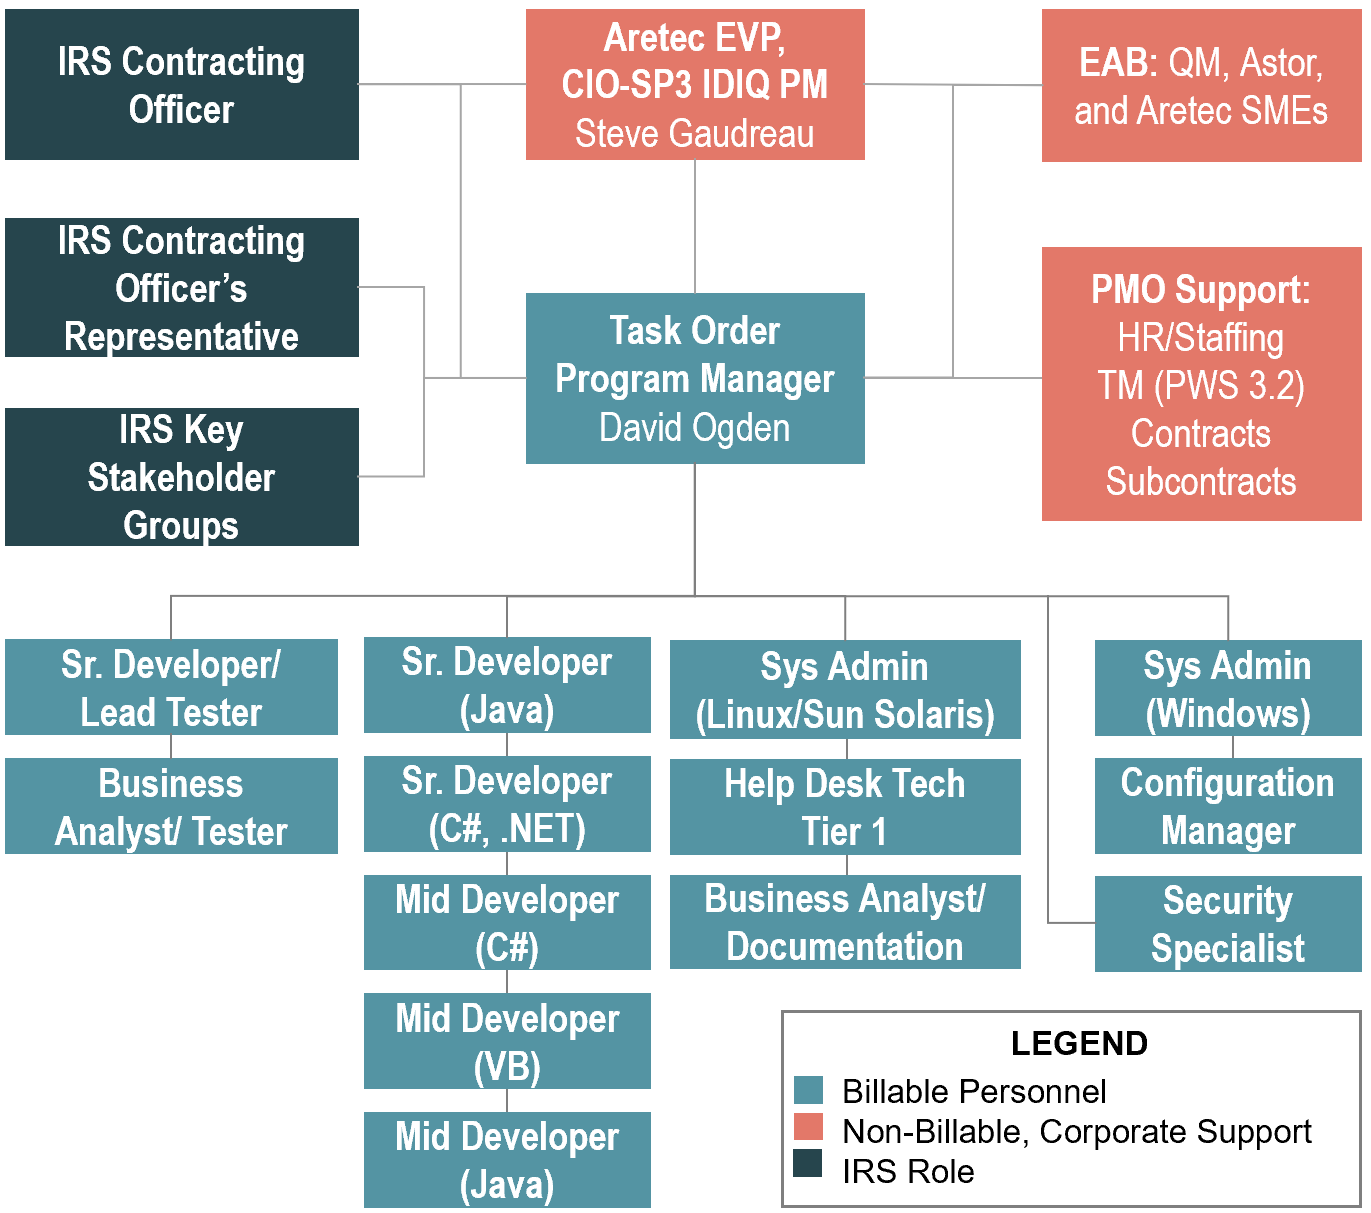 IRS Contracting
Officer
Aretec EVP,
CIO-SP3 IDIQ PM
Steve Gaudreau
EAB: QM, Astor,
and Aretec SMEs
IRS Contracting
Officer’s
Representative
IRS Key
Stakeholder
Groups
Task Order
Program Manager
David Ogden
PMO Support:
HR/Staffing
TM (PWS 3.2)
Contracts
Subcontracts
Sr. Developer/
Lead Tester
Business
Analyst/ Tester
Sr. Developer
(Java)
Sr. Developer
(C#, .NET)
Mid Developer
(C#)
Mid Developer
(VB)
Mid Developer
(Java)
Sys Admin
(Linux/Sun Solaris)
Help Desk Tech
Tier 1
Business Analyst/
Documentation
Sys Admin
(Windows)
Configuration
Manager
Security
Specialist
LEGEND
Billable Personnel
Non-Billable, Corporate Support
IRS Role